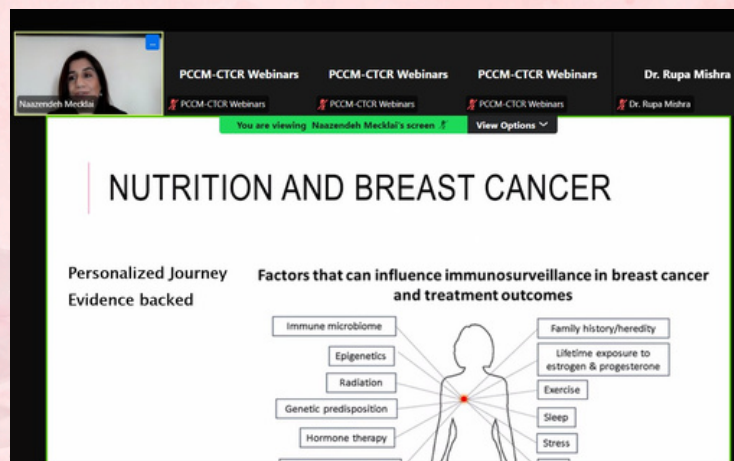 PCCM-CTCR Webinars
PCCM-CTCR Webinars
PCCM-CTCR Webinars
Dr. Rupa Mishra
Naazendeh Mecklai
PCCM-CTCR Webinars
PCCM-CTCR Webinars
PCCM-CTCR Webinars
Dr. Rupa Mishra
You are viewing Naazendeh Mecklai's screen
View Options
NUTRITION AND BREAST CANCER
Personalized Journey
Evidence backed
Factors that can influence immunosurveillance in breast cancer
and treatment outcomes
Immune microbiome
Epigenetics
Radiation
Genetic predisposition
Hormone therapy
Family history/heredity
Lifetime exposure to
estrogen & progesterone
Exercise
Sleep
Stress